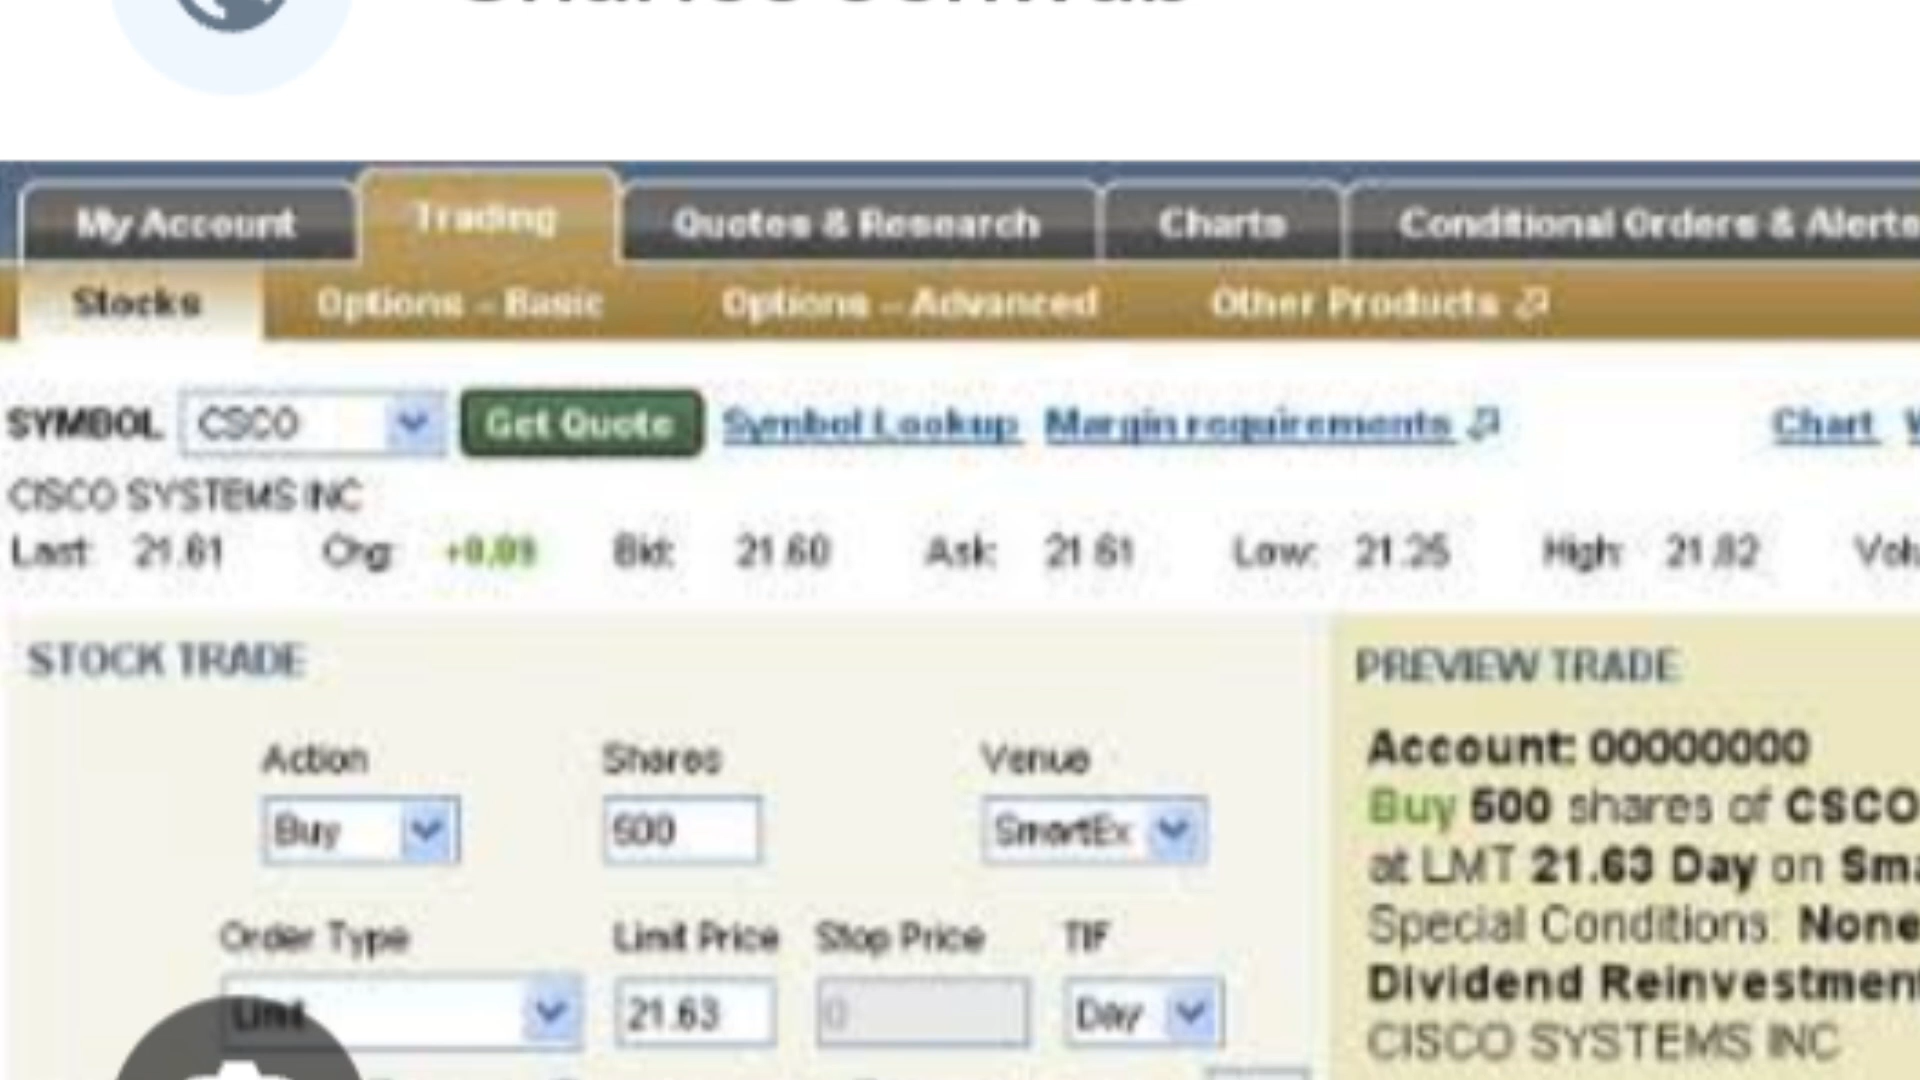 My Account Trading Quotes & Research Charts Conditional Orders & Alerts
Stocks Options – Basic Options – Advanced Other Products
SYMBOL CSCO Get Quote Symbol Lookup Margin requirements Chart
CISCO SYSTEMS INC
Last: 21.61 Chg: Bid: 21.60 Ask: 21.61 Low: 21.25 High: 21.82
STOCK TRADE
Action Shares Venue
Buy 500 SmartEx
Order Type Limit Price Stop Price TIF
Limit 21.63 0 Day
PREVIEW TRADE
Account: 00000000
Buy 500 shares of CSCO
at LMT 21.63 Day on
Special Conditions: None
Dividend Reinvestment
CISCO SYSTEMS INC